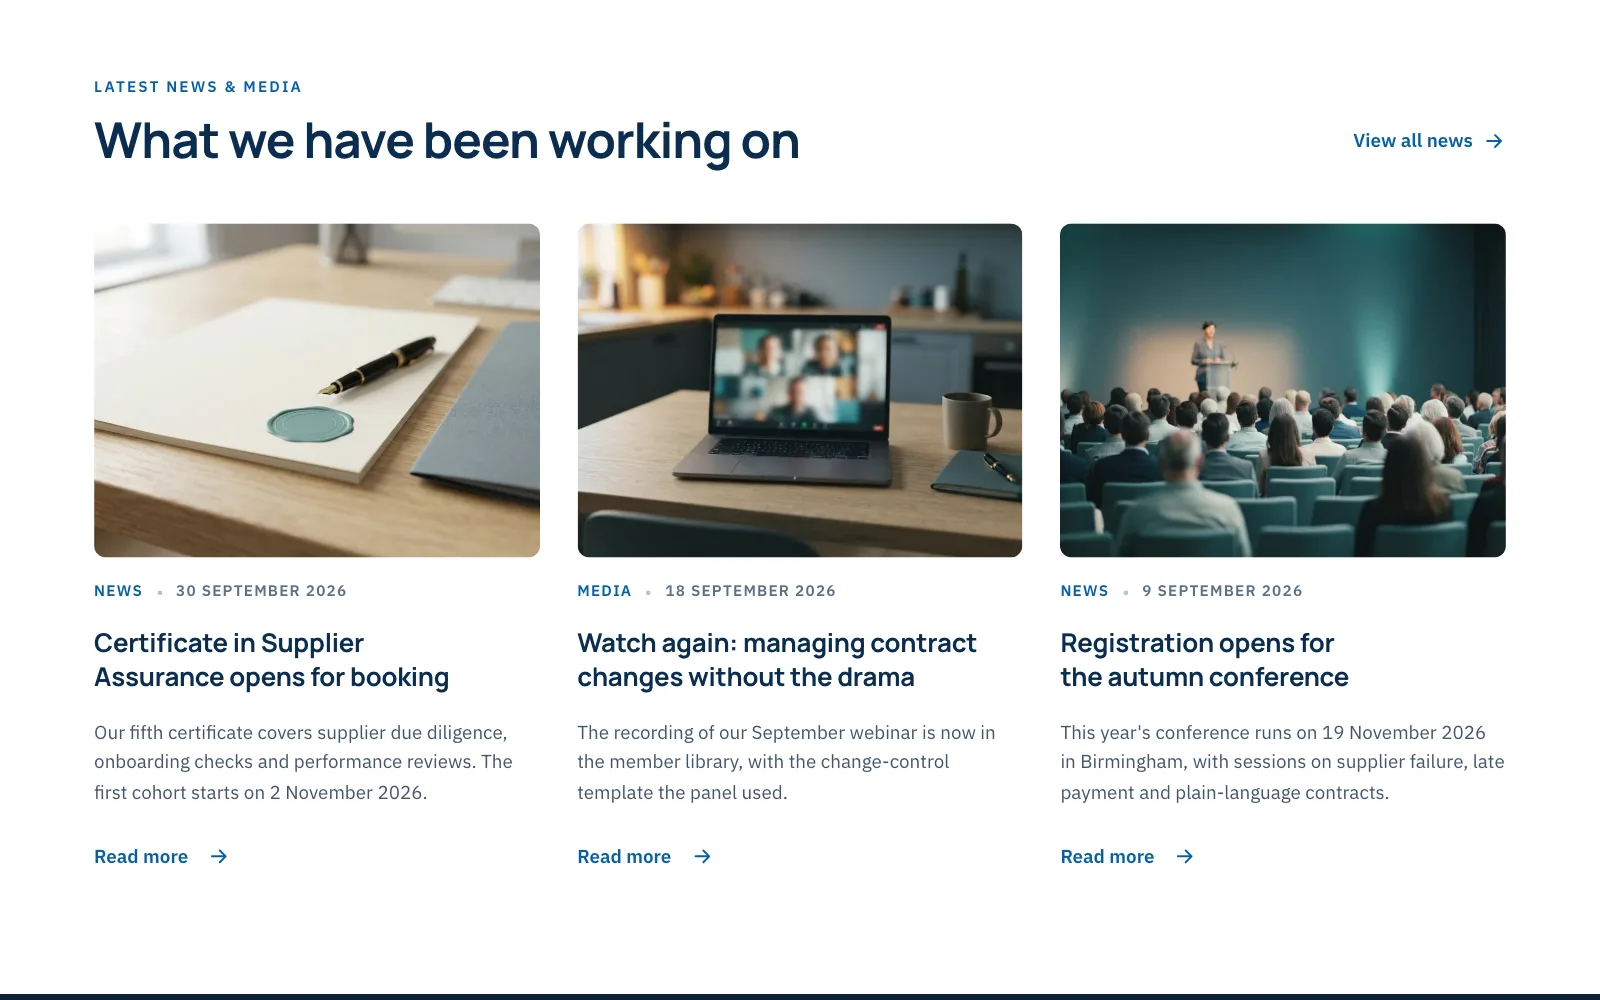 LATEST NEWS & MEDIA
What we have been working on
View all news
NEWS • 30 SEPTEMBER 2026
Certificate in Supplier
Assurance opens for booking
Our fifth certificate covers supplier due diligence,
onboarding checks and performance reviews. The
first cohort starts on 2 November 2026.
Read more
MEDIA • 18 SEPTEMBER 2026
Watch again: managing contract
changes without the drama
The recording of our September webinar is now in
the member library, with the change-control
template the panel used.
Read more
NEWS • 9 SEPTEMBER 2026
Registration opens for
the autumn conference
This year's conference runs on 19 November 2026
in Birmingham, with sessions on supplier failure, late
payment and plain-language contracts.
Read more